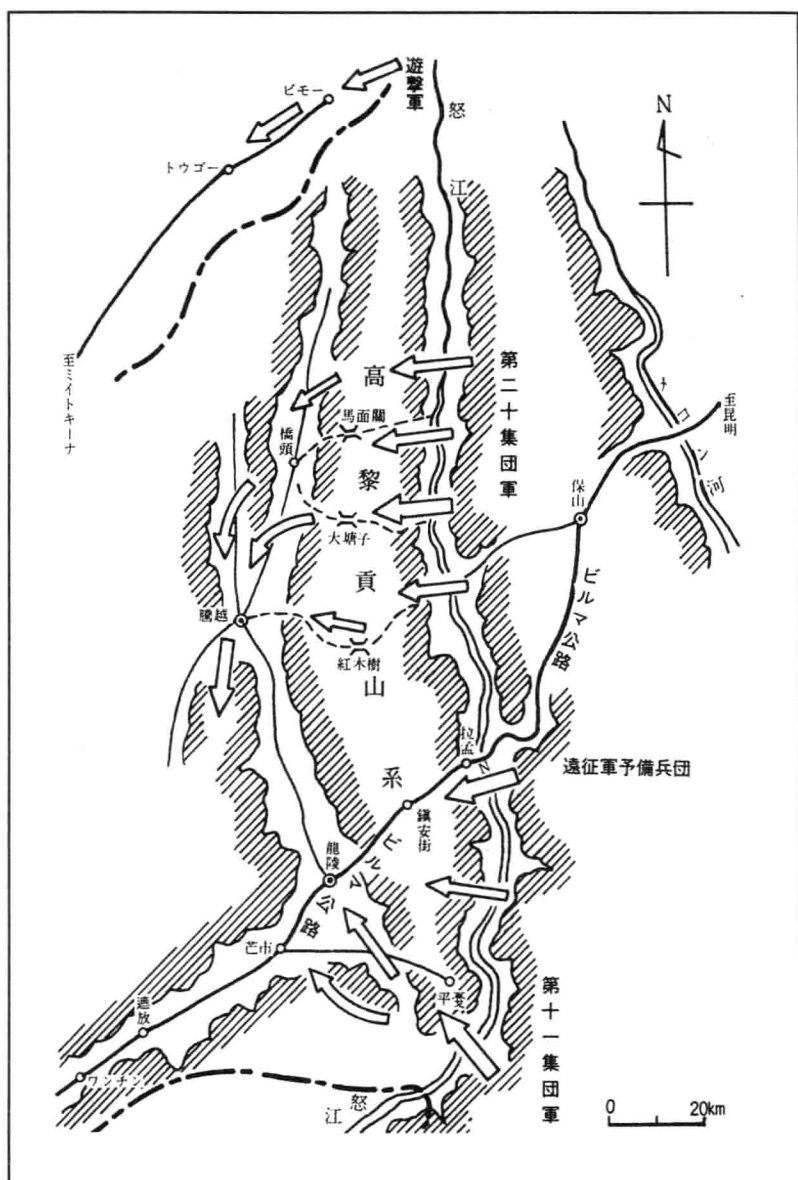 遊撃軍
ビモー
トウゴー
至ミイトキーナ
怒江
N
第二十集団軍
メコン河
至昆明
保山
ビルマ公路
高黎貢山系
馬面關
橋頭
大塘子
騰越
紅木樹
拉孟
遠征軍予備兵団
鎮安街
龍陵
ビルマ公路
芒市
平戞
遮放
ワンチン
怒江
第十一集団軍
0 20km